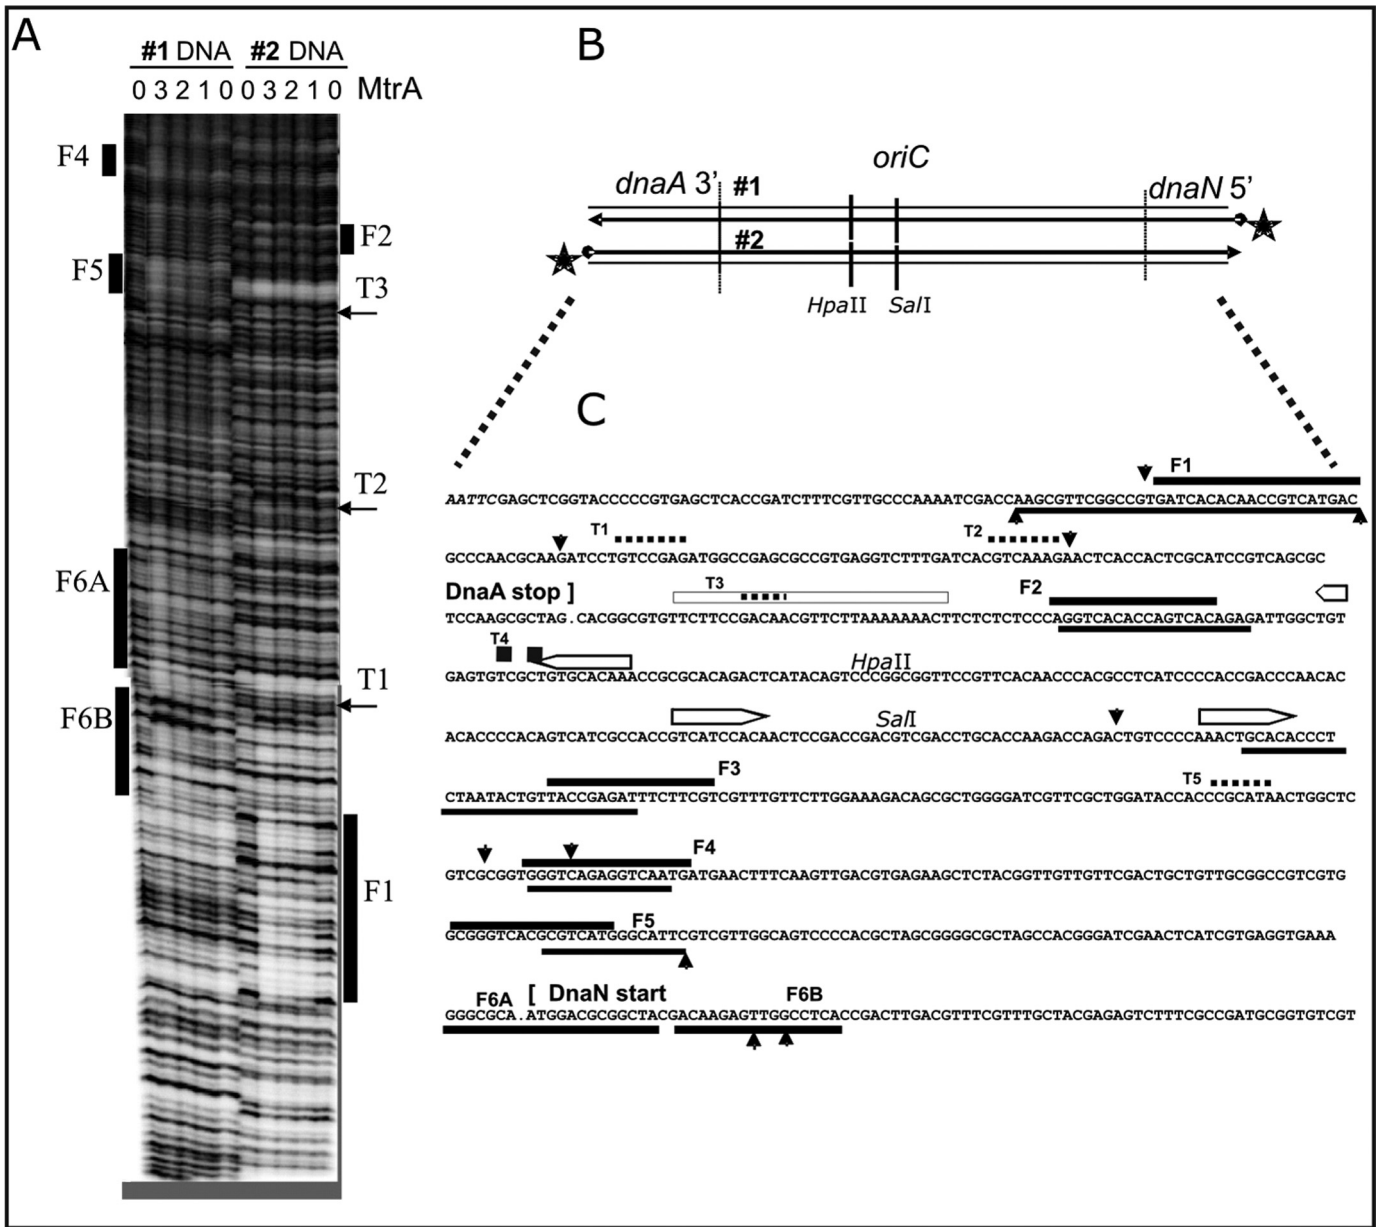 A
#1 DNA #2 DNA
0 3 2 1 0 0 3 2 1 0 MtrA
F4
F2
F5
T3
T2
F6A
T1
F6B
F1
B
oriC
dnaA 3’ #1 dnaN 5’
#2
HpaII SalI
C
F1
AATTCGAGCTCGGTACCCCCGTGAGCTCACCGATCTTTCGTTGCCCAAAATCGACCAAGCGTTCGGCCGTGATCACACAACCGTCATGAC
T1 T2
GCCCAACGCAAGATCCTGTCCGAGATGGCCGAGCGCCGTGAGGTCTTTGATCACGTCAAAGAACTCACCACTCGCATCCGTCAGCGC
DnaA stop ] T3 F2
TCCAAGCGCTAG.CACGGCGTGTTCTTCCGACAACGTTCTTAAAAAAACTTCTCTCTCCCAGGTCACACCAGTCACAGAGATTGGCTGT
T4 HpaII
GAGTGTCGCTGTGCACAAACCGCGCACAGACTCATACAGTCCCGGCGGTTCCGTTCACAACCCACGCCTCATCCCCACCGACCCAACAC
SalI
ACACCCCACAGTCATCGCCACCGTCATCCACAACTCCGACCGACGTCGACCTGCACCAAGACCAGACTGTCCCCAAACTGCACACCCT
F3 T5
CTAATACTGTTACCGAGATTTCTTCGTCGTTTGTTCTTGGAAAGACAGCGCTGGGGATCGTTCGCTGGATACCACCCGCATAACTGGCTC
F4
GTCGCGGTGGGTCAGAGGTCAATGATGAACTTTCAAGTTGACGTGAGAAGCTCTACGGTTGTTGTTCGACTGCTGTTGCGGCCGTCGTG
F5
GCGGGTCACGCGTCATGGGCATTCGTCGTTGGCAGTCCCCACGCTAGCGGGGCGCTAGCCACGGGATCGAACTCATCGTGAGGTGAAA
F6A [ DnaN start F6B
GGGCGCA.ATGGACGCGGCTACGACAAGAGTTGGCCTCACCGACTTGACGTTTCGTTTGCTACGAGAGTCTTTCGCCGATGCGGTGTCGT